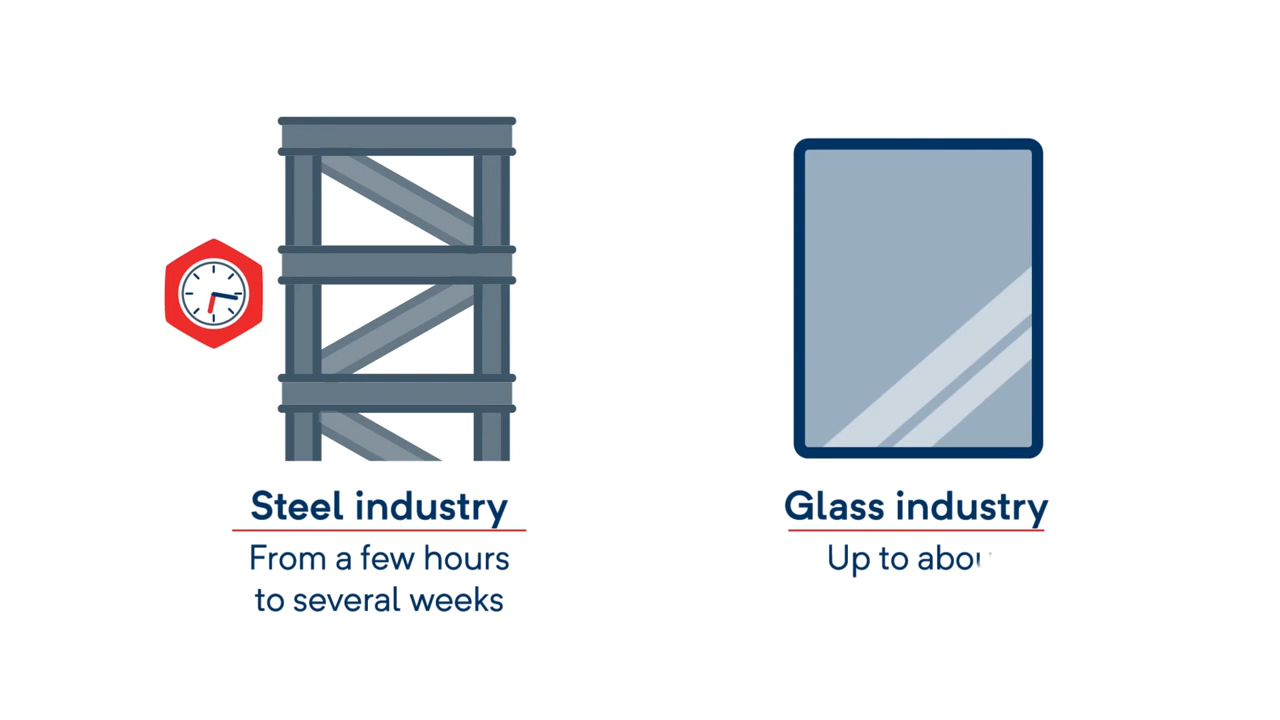 Steel industry
From a few hours
to several weeks
Glass industry
Up to